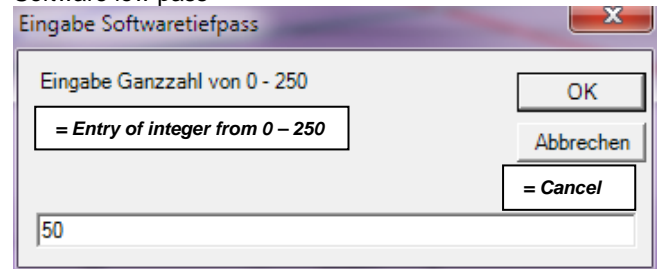 Software low pass
Eingabe Softwaretiefpass
x
Eingabe Ganzzahl von 0 - 250
OK
= Entry of integer from 0 – 250
Abbrechen
= Cancel
50